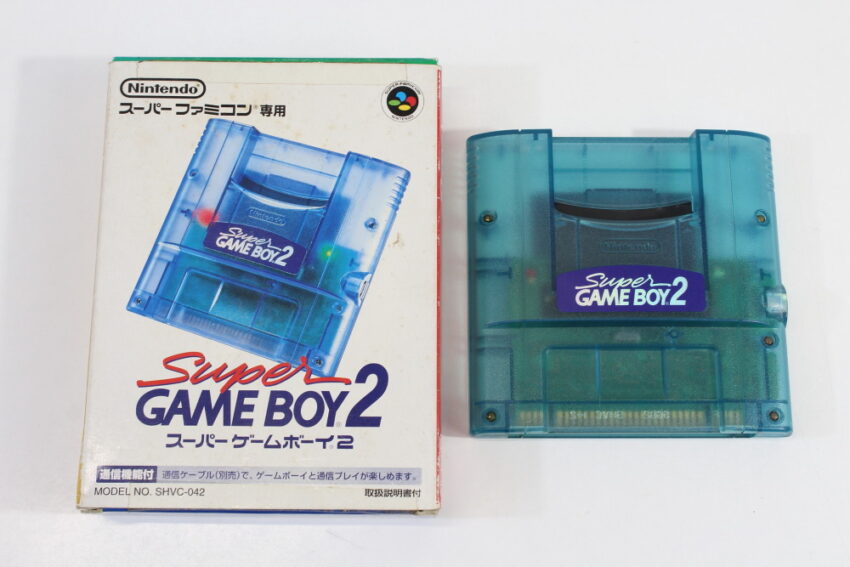 Nintendo
スーパーファミコン®専用
Nintendo
Super
GAME BOY 2
Super
GAME BOY 2
スーパーゲームボーイ2
通信機能付 通信ケーブル(別売)で、ゲームボーイと通信プレイが楽しめます。
MODEL NO. SHVC-042
取扱説明書付
Nintendo
Super
GAME BOY 2